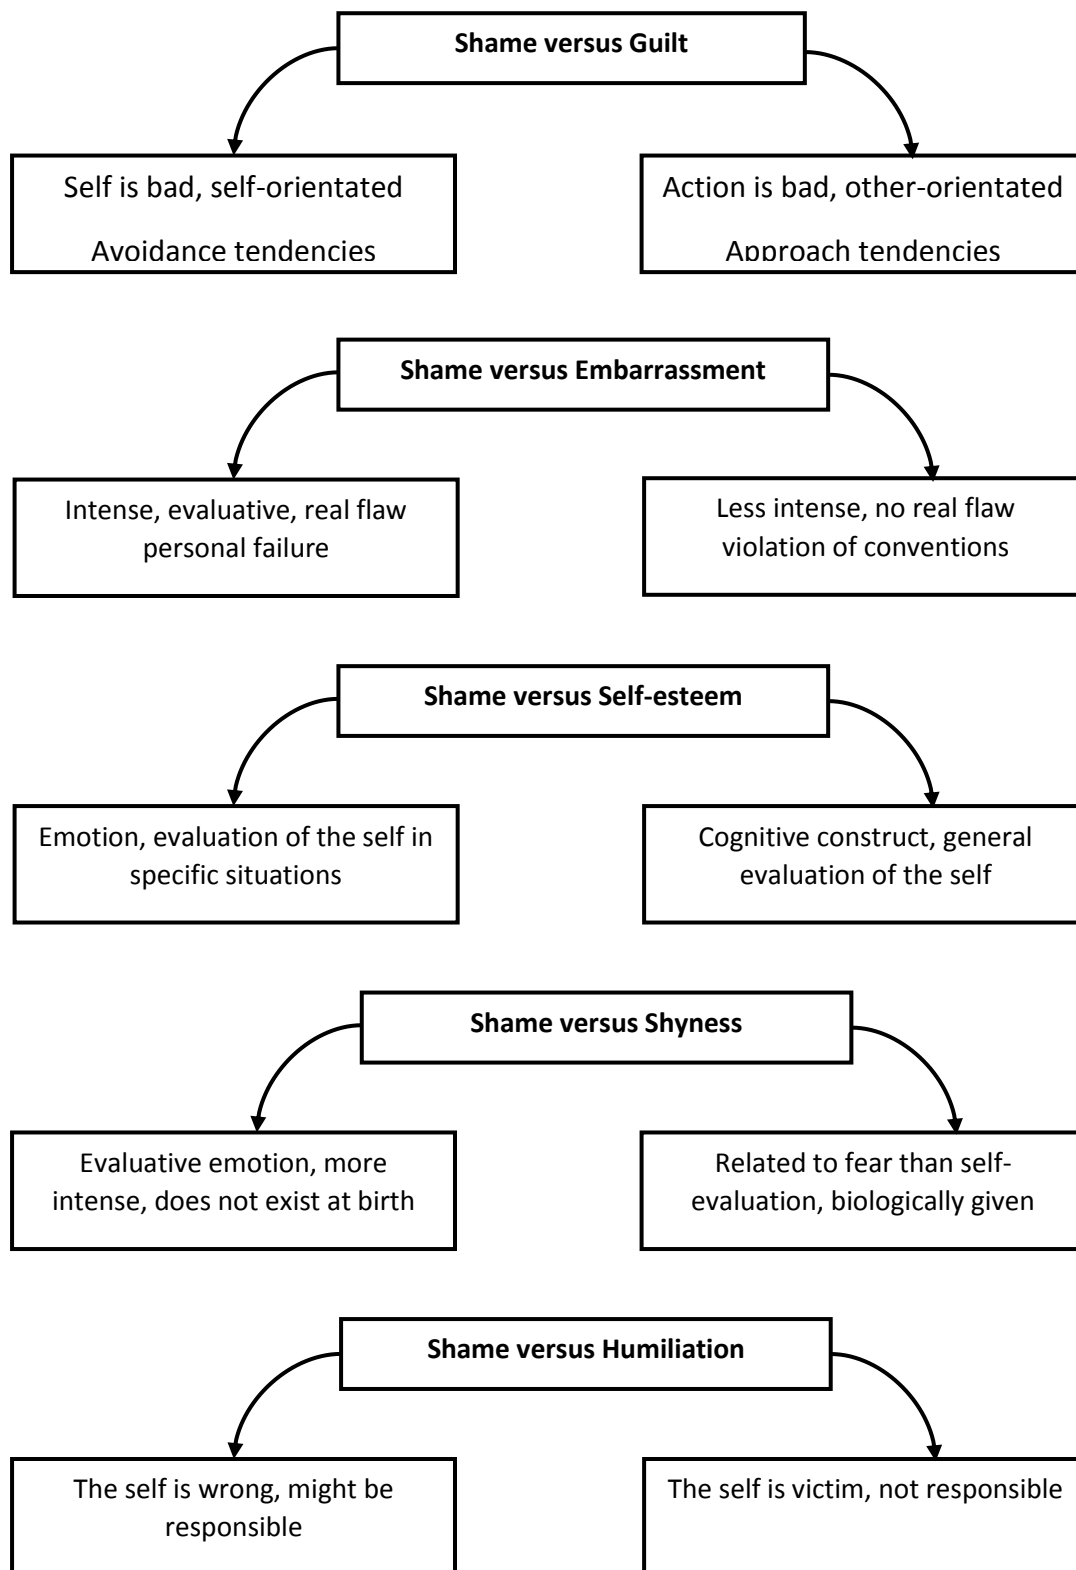 Shame versus Guilt
Self is bad, self-orientated
Avoidance tendencies
Action is bad, other-orientated
Approach tendencies
Shame versus Embarrassment
Intense, evaluative, real flaw
personal failure
Less intense, no real flaw
violation of conventions
Shame versus Self-esteem
Emotion, evaluation of the self in
specific situations
Cognitive construct, general
evaluation of the self
Shame versus Shyness
Evaluative emotion, more
intense, does not exist at birth
Related to fear than self-
evaluation, biologically given
Shame versus Humiliation
The self is wrong, might be
responsible
The self is victim, not responsible